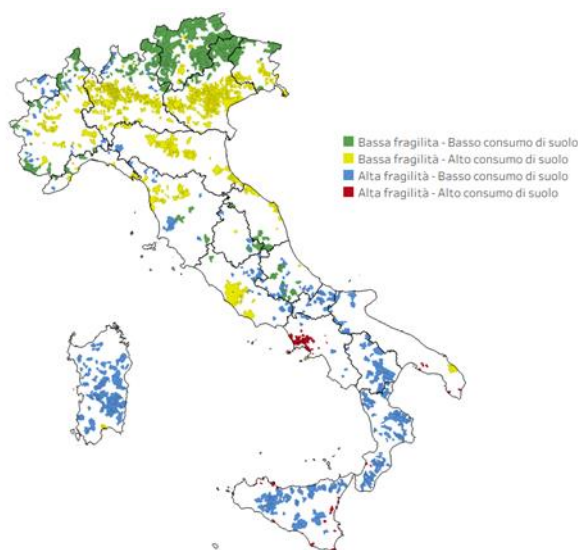 Bassa fragilita - Basso consumo di suolo
Bassa fragilità - Alto consumo di suolo
Alta fragilità - Basso consumo di suolo
Alta fragilità - Alto consumo di suolo